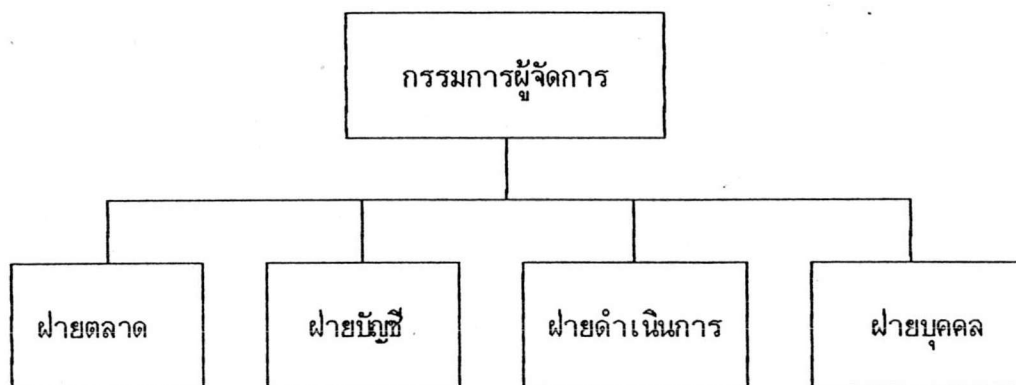 กรรมการผู้จัดการ
ฝ่ายตลาด
ฝ่ายบัญชี
ฝ่ายดำเนินการ
ฝ่ายบุคคล